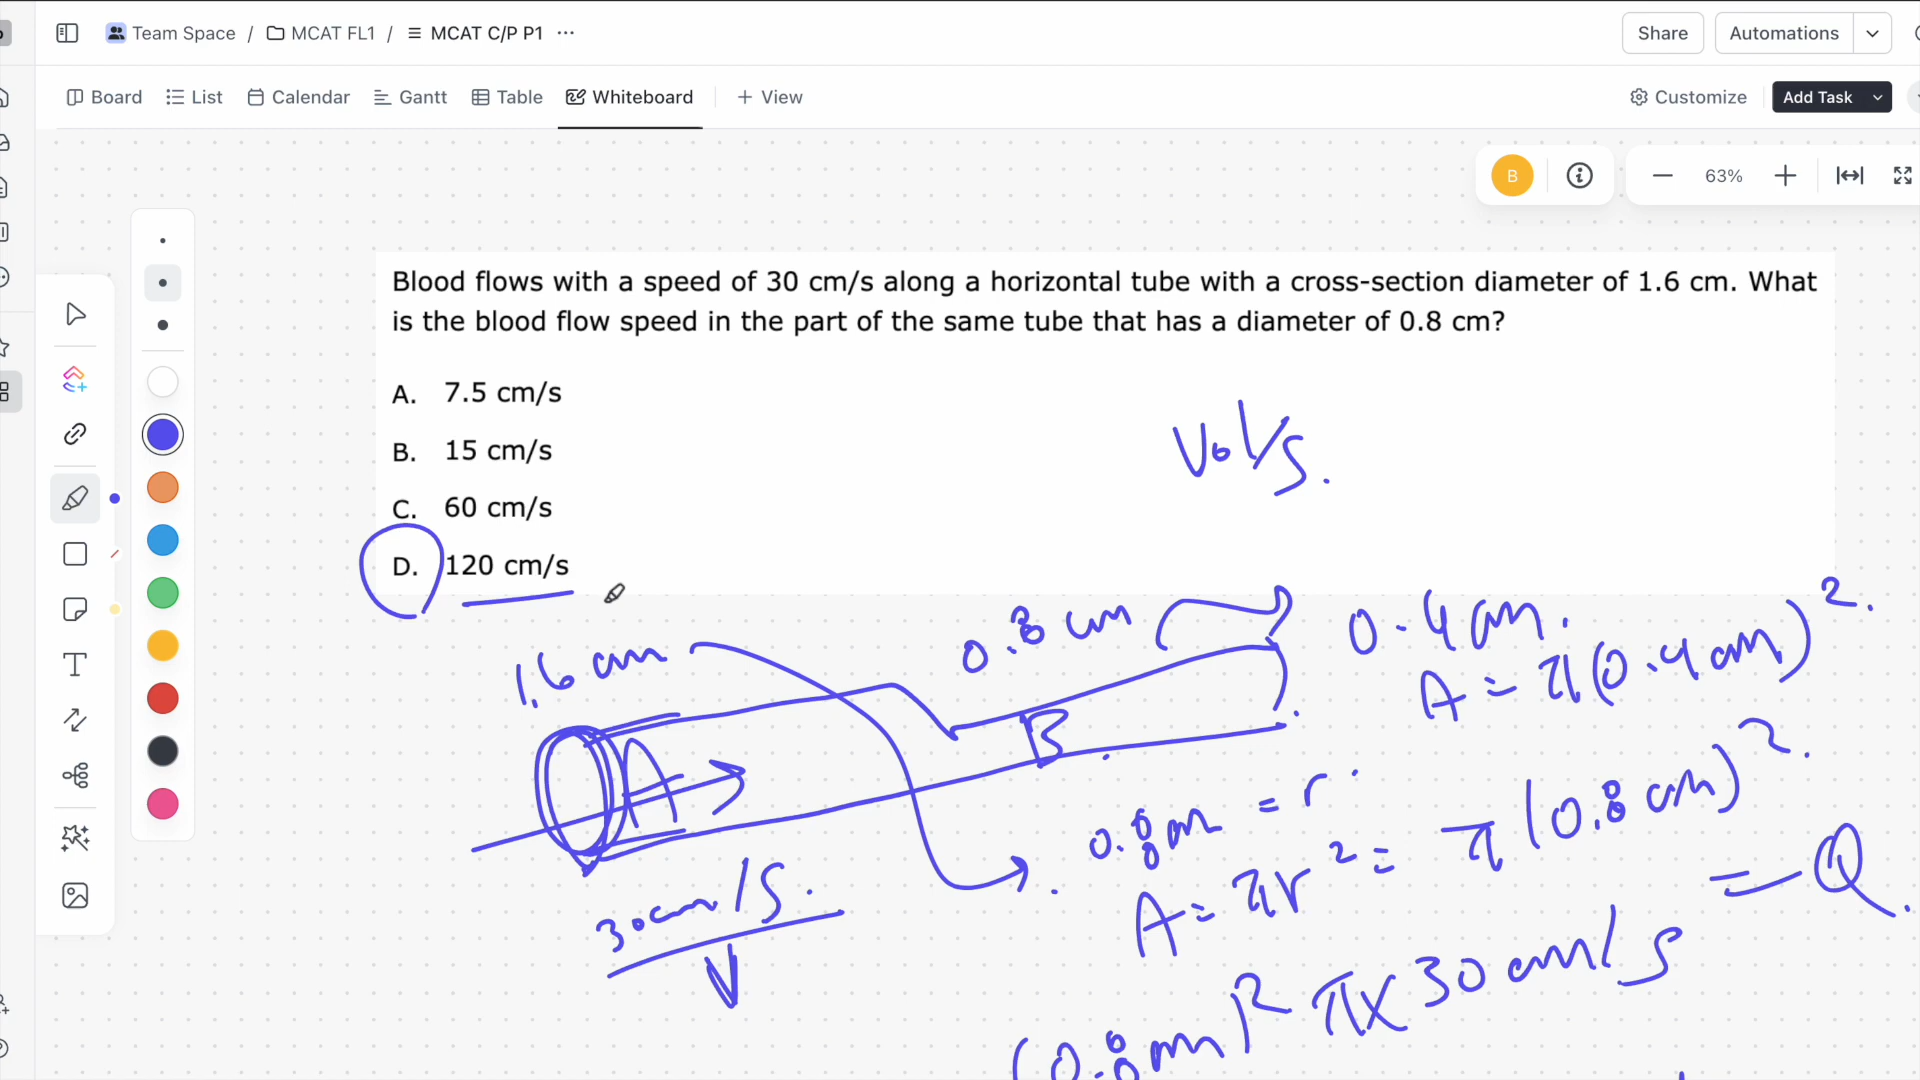 Team Space / MCAT FL1 / MCAT C/P P1 ...
Share Automations
Board List Calendar Gantt Table Whiteboard + View
Customize Add Task
B 63%
Blood flows with a speed of 30 cm/s along a horizontal tube with a cross-section diameter of 1.6 cm. What
is the blood flow speed in the part of the same tube that has a diameter of 0.8 cm?
A. 7.5 cm/s
B. 15 cm/s
C. 60 cm/s
D. 120 cm/s
Vol/s.
1.6 cm
0.8 cm
0.4 cm.
A = π(0.4 cm)².
A
B
30 cm/s.
V
0.8 cm = r
A = πr² = π(0.8 cm)².
= Q
(0.8 cm)² π x 30 cm/s
T